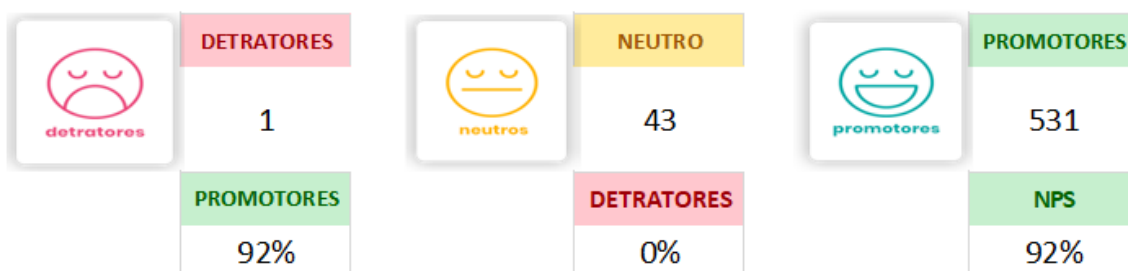 DETRATORES
NEUTRO
PROMOTORES
detratores
1
neutros
43
promotores
531
PROMOTORES
DETRATORES
NPS
92%
0%
92%